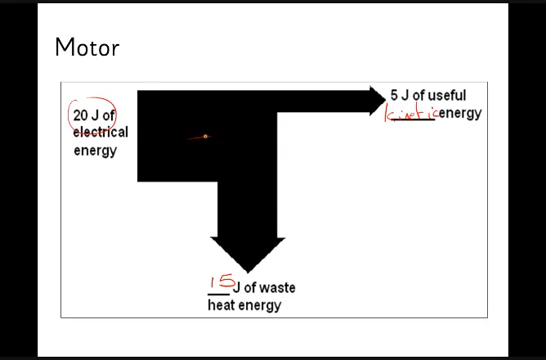 Motor
20 J of
electrical
energy
5 J of useful
kinetic energy
15 J of waste
heat energy